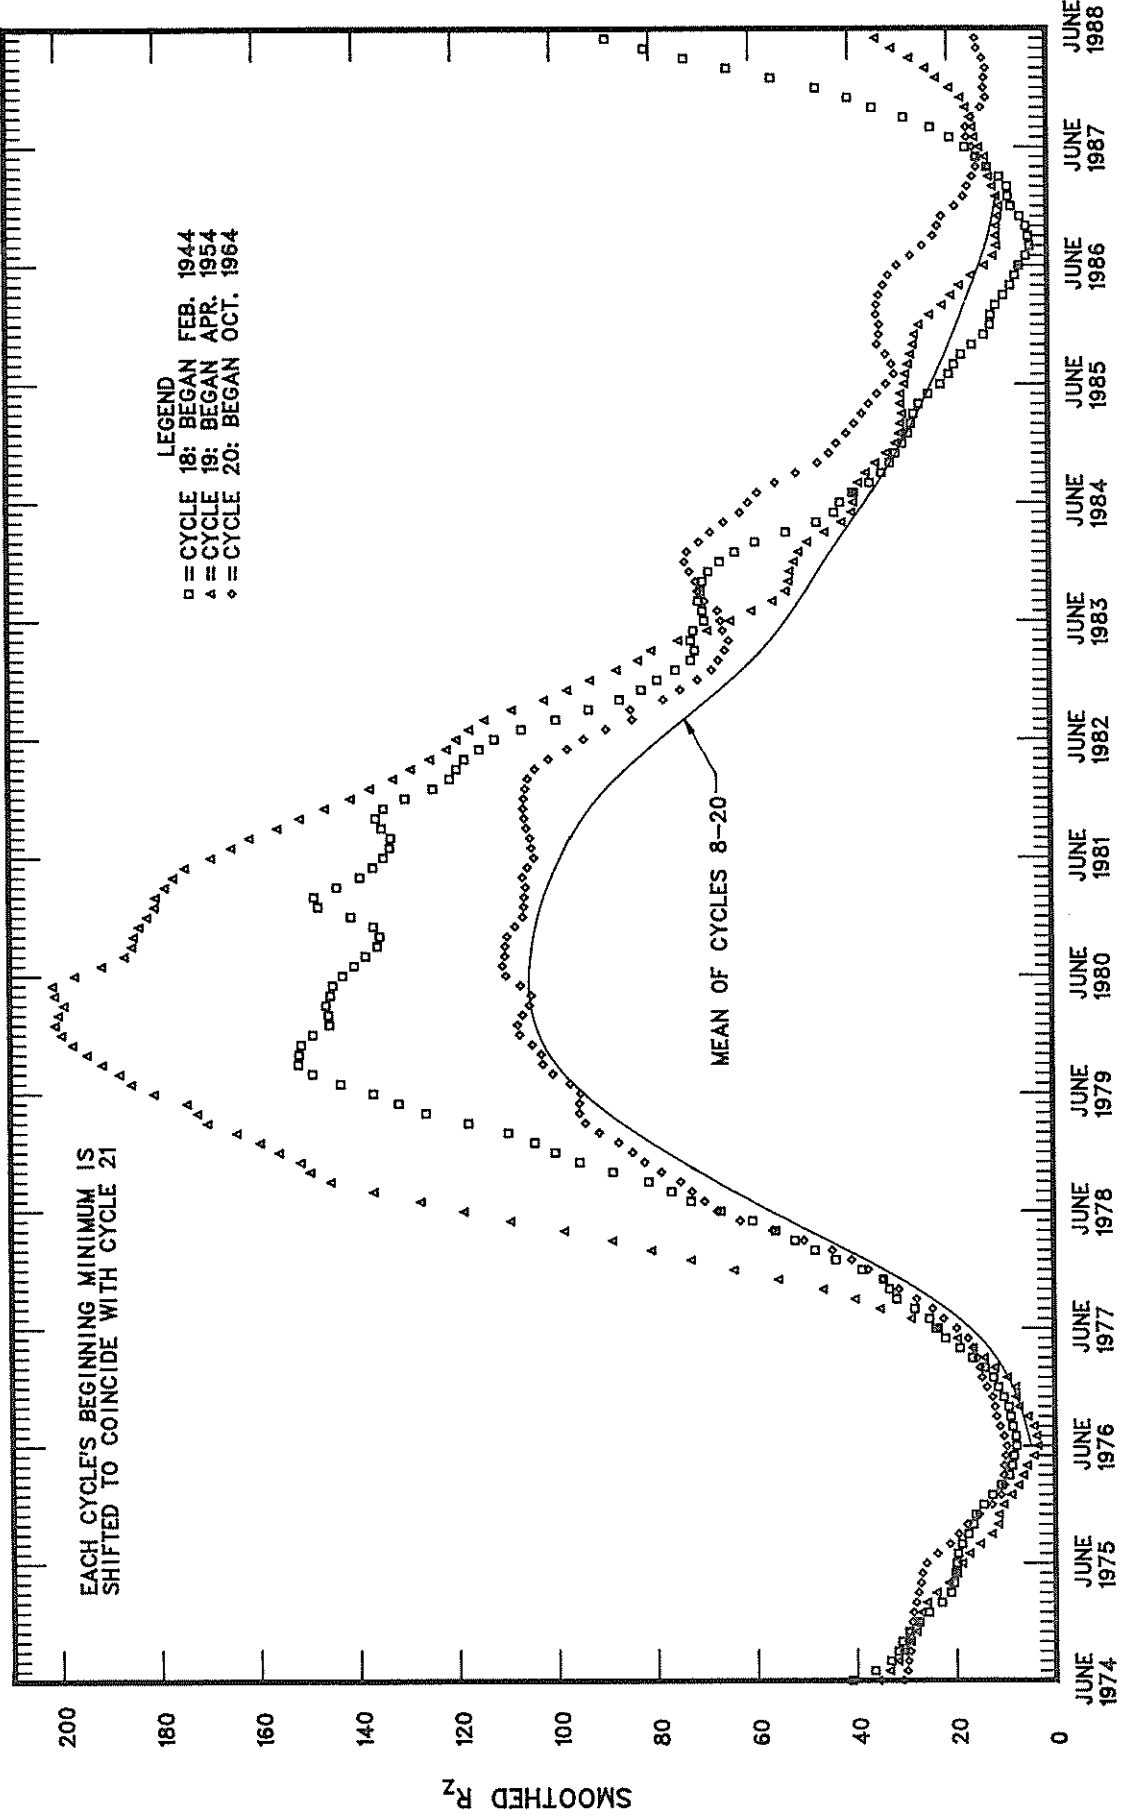 EACH CYCLE'S BEGINNING MINIMUM IS
SHIFTED TO COINCIDE WITH CYCLE 21
LEGEND
□ = CYCLE 18: BEGAN FEB. 1944
▵ = CYCLE 19: BEGAN APR. 1954
⋄ = CYCLE 20: BEGAN OCT. 1964
MEAN OF CYCLES 8–20
SMOOTHED Rz
200
180
160
140
120
100
80
60
40
20
0
JUNE 1974
JUNE 1975
JUNE 1976
JUNE 1977
JUNE 1978
JUNE 1979
JUNE 1980
JUNE 1981
JUNE 1982
JUNE 1983
JUNE 1984
JUNE 1985
JUNE 1986
JUNE 1987
JUNE 1988